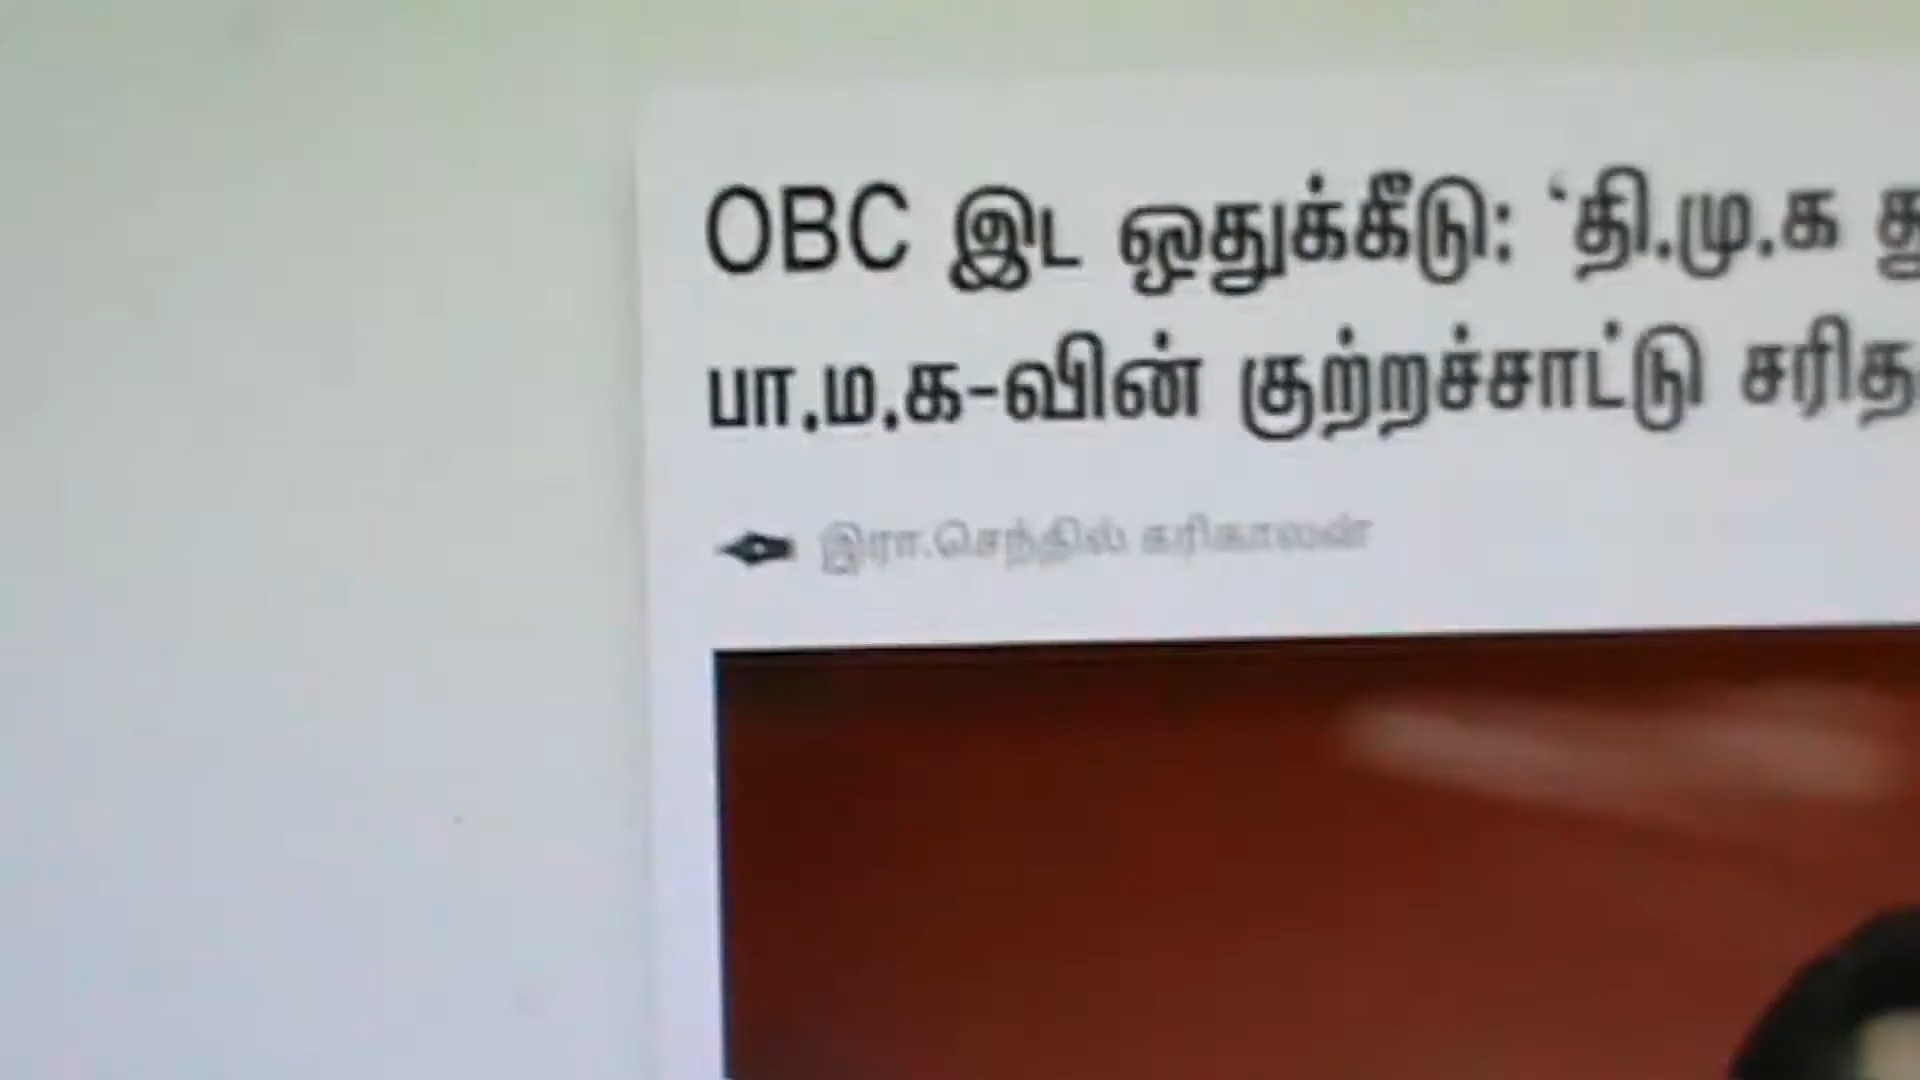 OBC இட ஒதுக்கீடு: ‘தி.மு.க
பா.ம.க-வின் குற்றச்சாட்டு
இரா.செந்தில் கரிகாலன்